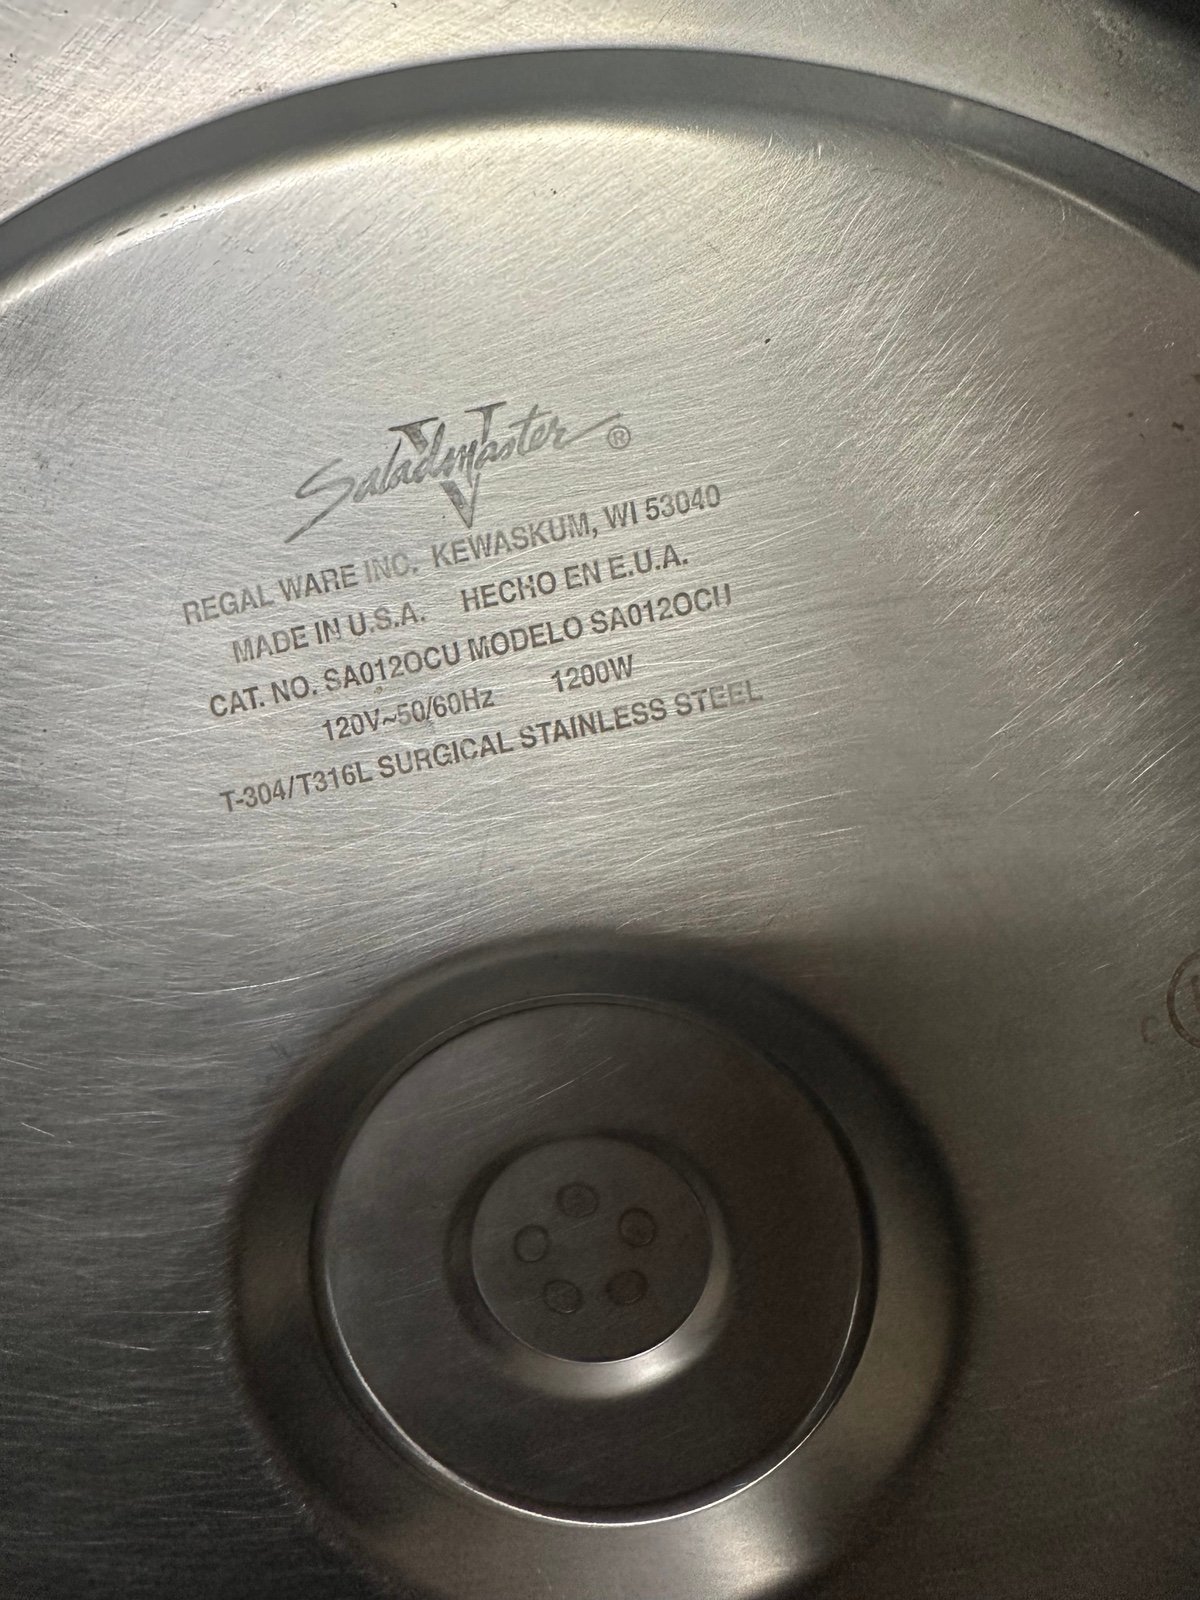 Saladmaster®
REGAL WARE INC. KEWASKUM, WI 53040
MADE IN U.S.A. HECHO EN E.U.A.
CAT. NO. SA012OCU MODELO SA012OCU
120V~50/60Hz 1200W
T-304/T316L SURGICAL STAINLESS STEEL
C